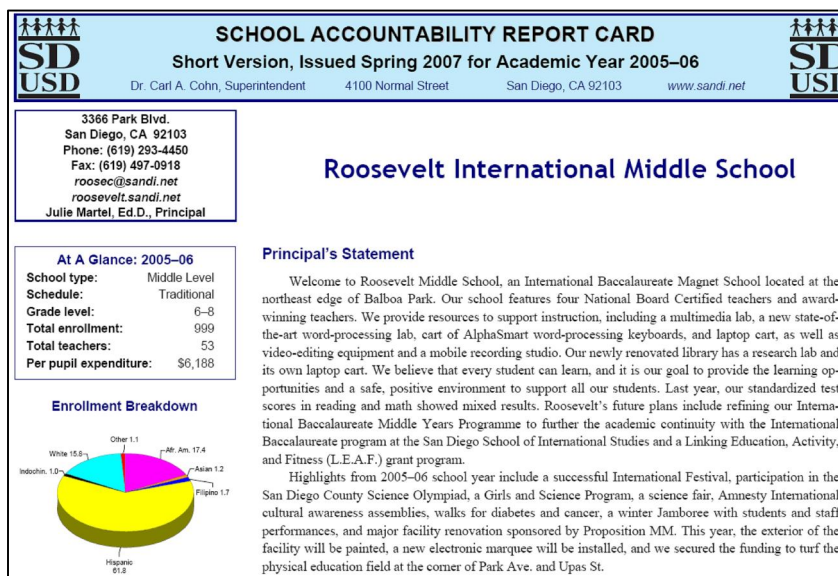 SD
USD
SCHOOL ACCOUNTABILITY REPORT CARD
Short Version, Issued Spring 2007 for Academic Year 2005–06
Dr. Carl A. Cohn, Superintendent 4100 Normal Street San Diego, CA 92103 www.sandi.net
SD
USD
3366 Park Blvd.
San Diego, CA 92103
Phone: (619) 293-4450
Fax: (619) 497-0918
roosec@sandi.net
roosevelt.sandi.net
Julie Martel, Ed.D., Principal
Roosevelt International Middle School
At A Glance: 2005–06
School type: Middle Level
Schedule: Traditional
Grade level: 6–8
Total enrollment: 999
Total teachers: 53
Per pupil expenditure: $6,188
Enrollment Breakdown
Other 1.1
White 15.8
Afr. Am. 17.4
Indochin. 1.0
Asian 1.2
Filipino 1.7
Hispanic
61.8
Principal's Statement
Welcome to Roosevelt Middle School, an International Baccalaureate Magnet School located at the
northeast edge of Balboa Park. Our school features four National Board Certified teachers and award-
winning teachers. We provide resources to support instruction, including a multimedia lab, a new state-of-
the-art word-processing lab, cart of AlphaSmart word-processing keyboards, and laptop cart, as well as
video-editing equipment and a mobile recording studio. Our newly renovated library has a research lab and
its own laptop cart. We believe that every student can learn, and it is our goal to provide the learning op-
portunities and a safe, positive environment to support all our students. Last year, our standardized test
scores in reading and math showed mixed results. Roosevelt's future plans include refining our Interna-
tional Baccalaureate Middle Years Programme to further the academic continuity with the International
Baccalaureate program at the San Diego School of International Studies and a Linking Education, Activity,
and Fitness (L.E.A.F.) grant program.
Highlights from 2005–06 school year include a successful International Festival, participation in the
San Diego County Science Olympiad, a Girls and Science Program, a science fair, Amnesty International
cultural awareness assemblies, walks for diabetes and cancer, a winter Jamboree with students and staff
performances, and major facility renovation sponsored by Proposition MM. This year, the exterior of the
facility will be painted, a new electronic marquee will be installed, and we secured the funding to turf the
physical education field at the corner of Park Ave. and Upas St.